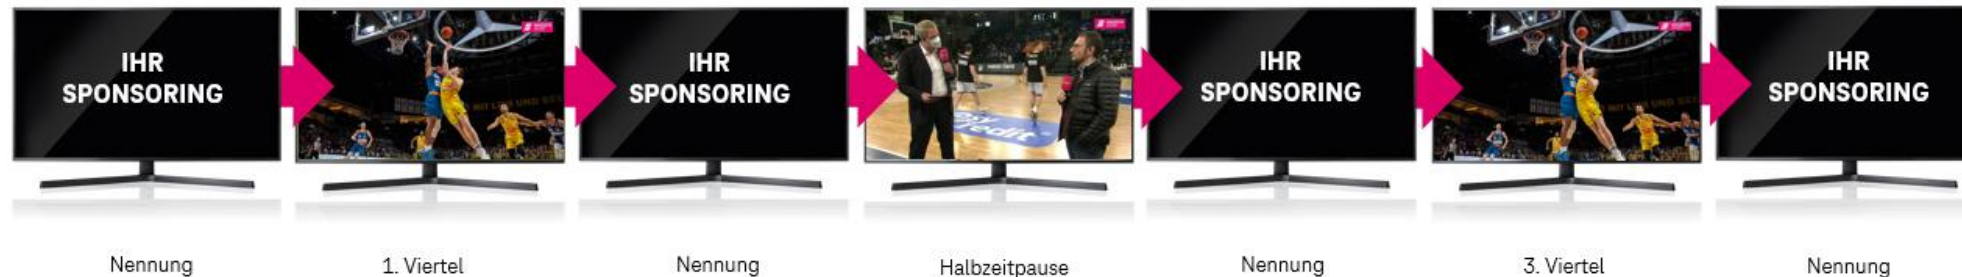 IHR
SPONSORING
IHR
SPONSORING
IHR
SPONSORING
IHR
SPONSORING
Nennung
1. Viertel
Nennung
Halbzeitpause
Nennung
3. Viertel
Nennung